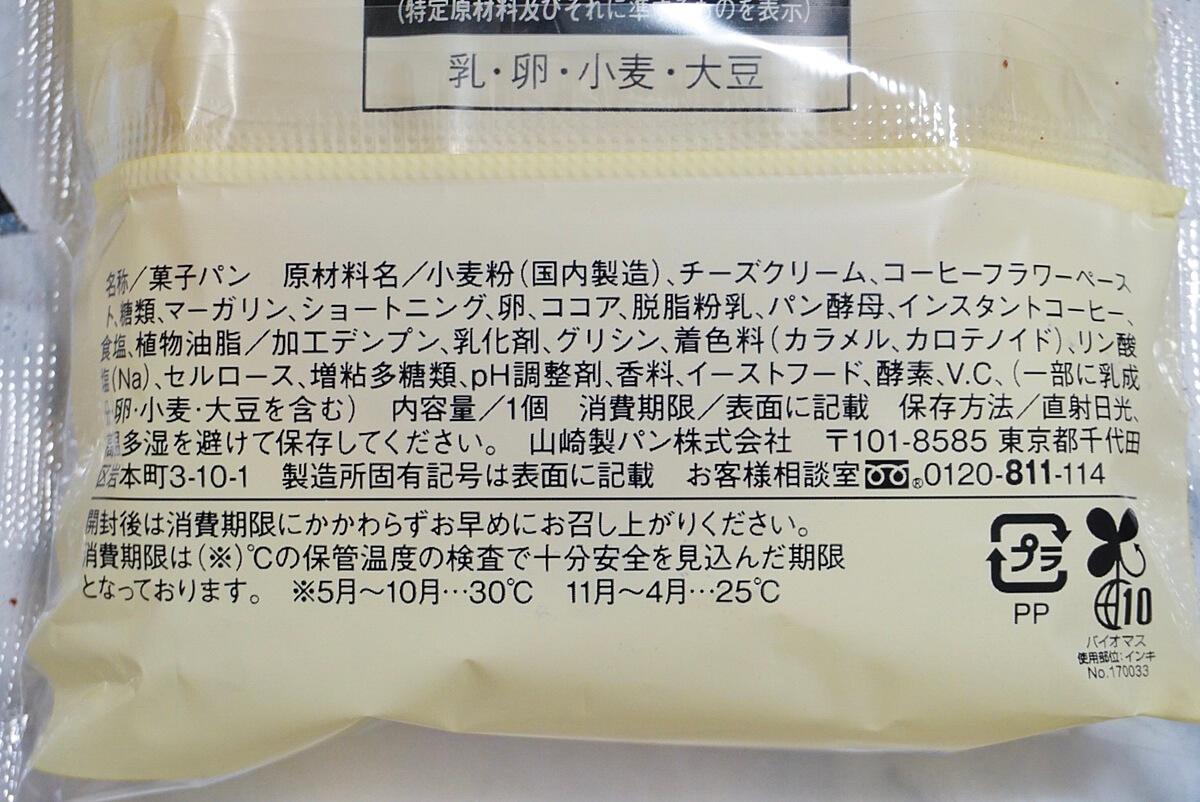 (特定原材料及びそれに準ずるものを表示)
乳・卵・小麦・大豆
名称／菓子パン　原材料名／小麦粉(国内製造)、チーズクリーム、コーヒーフラワーペース
ト、糖類、マーガリン、ショートニング、卵、ココア、脱脂粉乳、パン酵母、インスタントコーヒー、
食塩、植物油脂／加工デンプン、乳化剤、グリシン、着色料(カラメル、カロテノイド)、リン酸
塩(Na)、セルロース、増粘多糖類、pH調整剤、香料、イーストフード、酵素、V.C、(一部に乳成
分・卵・小麦・大豆を含む)　内容量／1個　消費期限／表面に記載　保存方法／直射日光、
高温多湿を避けて保存してください。　山崎製パン株式会社　〒101-8585 東京都千代田
区岩本町3-10-1　製造所固有記号は表面に記載　お客様相談室 ®0120-811-114
開封後は消費期限にかかわらずお早めにお召し上がりください。
消費期限は(※)℃の保管温度の検査で十分安全を見込んだ期限
となっております。　※5月～10月…30℃　11月～4月…25℃
プラ
PP
10
バイオマス
使用部位:インキ
No.170033